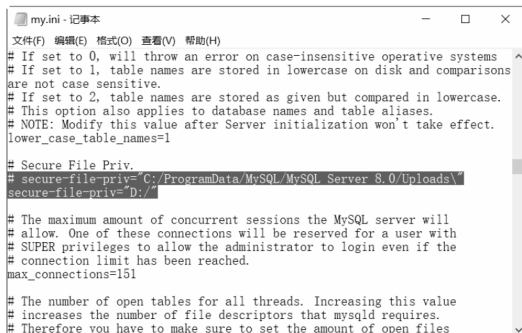 my.ini - 记事本
文件(F) 编辑(E) 格式(O) 查看(V) 帮助(H)
# If set to 0, will throw an error on case-insensitive operative systems
# If set to 1, table names are stored in lowercase on disk and comparisons
are not case sensitive.
# If set to 2, table names are stored as given but compared in lowercase.
# This option also applies to database names and table aliases.
# NOTE: Modify this value after Server initialization won't take effect.
lower_case_table_names=1
# Secure File Priv.
# secure-file-priv="C:/ProgramData/MySQL/MySQL Server 8.0/Uploads\"
secure-file-priv="D:/"
# The maximum amount of concurrent sessions the MySQL server will
# allow. One of these connections will be reserved for a user with
# SUPER privileges to allow the administrator to login even if the
# connection limit has been reached.
max_connections=151
# The number of open tables for all threads. Increasing this value
# increases the number of file descriptors that mysqld requires.
# Therefore you have to make sure to set the amount of open files